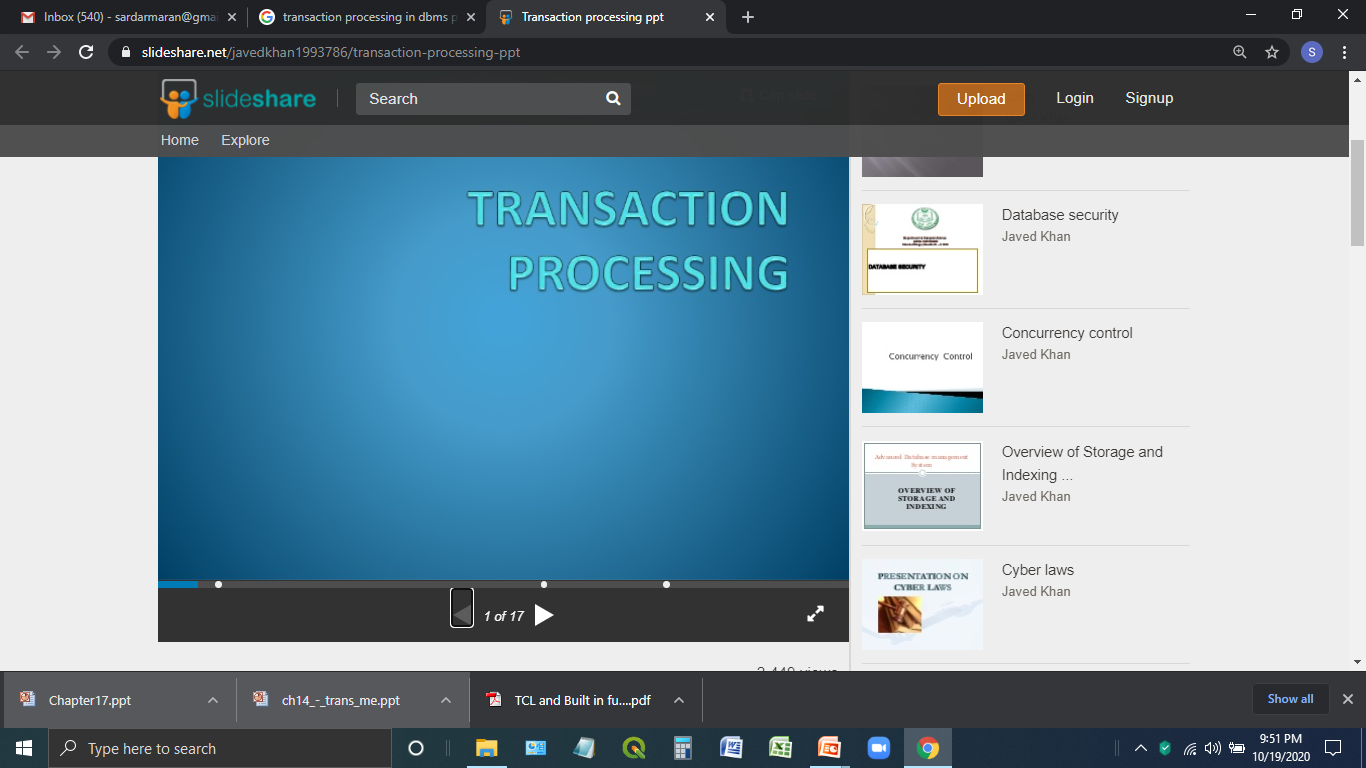 Inbox (540) - sardarmaran@gma
transaction processing in dbms p
Transaction processing ppt
slideshare.net/javedkhan1993786/transaction-processing-ppt
S
slideshare
Search
Upload
Login
Signup
Home
Explore
TRANSACTION
PROCESSING
1 of 17
Database security
Javed Khan
DATABASE SECURITY
Concurrency control
Javed Khan
Concurrency Control
Overview of Storage and
Indexing ...
Javed Khan
Advanced Database management
System
OVERVIEW OF
STORAGE AND
INDEXING
Cyber laws
Javed Khan
PRESENTATION ON
CYBER LAWS
Chapter17.ppt
ch14_-_trans_me.ppt
TCL and Built in fu....pdf
Show all
Type here to search
9:51 PM
10/19/2020